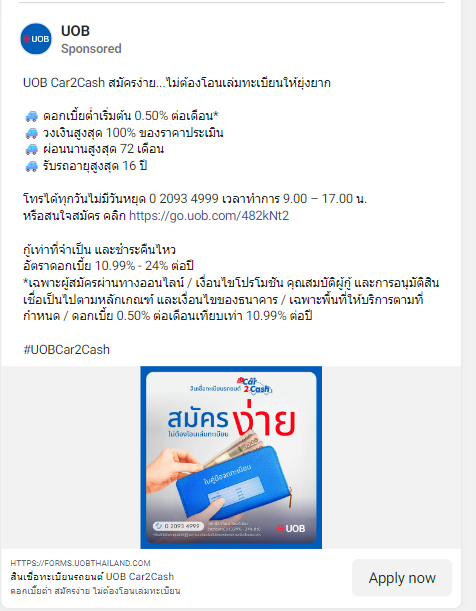 UOB
UOB
Sponsored
UOB Car2Cash สมัครง่าย...ไม่ต้องโอนเล่มทะเบียนให้ยุ่งยาก
ดอกเบี้ยต่ำเริ่มต้น 0.50% ต่อเดือน*
วงเงินสูงสุด 100% ของราคาประเมิน
ผ่อนนานสูงสุด 72 เดือน
รับรถอายุสูงสุด 16 ปี
โทรได้ทุกวันไม่มีวันหยุด 0 2093 4999 เวลาทำการ 9.00 – 17.00 น.
หรือสนใจสมัคร คลิก https://go.uob.com/482kNt2
กู้เท่าที่จำเป็น และชำระคืนไหว
อัตราดอกเบี้ย 10.99% - 24% ต่อปี
*เฉพาะผู้สมัครผ่านทางออนไลน์ / เงื่อนไขโปรโมชัน คุณสมบัติผู้กู้ และการอนุมัติสิน
เชื่อเป็นไปตามหลักเกณฑ์ และเงื่อนไขของธนาคาร / เฉพาะพื้นที่ให้บริการตามที่
กำหนด / ดอกเบี้ย 0.50% ต่อเดือนเทียบเท่า 10.99% ต่อปี
#UOBCar2Cash
สินเชื่อทะเบียนรถยนต์ Car2Cash
สมัครง่าย
ไม่ต้องโอนเล่มทะเบียน
ใบคู่มือจดทะเบียน
0 2093 4999
UOB
HTTPS://FORMS.UOBTHAILAND.COM
สินเชื่อทะเบียนรถยนต์ UOB Car2Cash
ดอกเบี้ยต่ำ สมัครง่าย ไม่ต้องโอนเล่มทะเบียน
Apply now